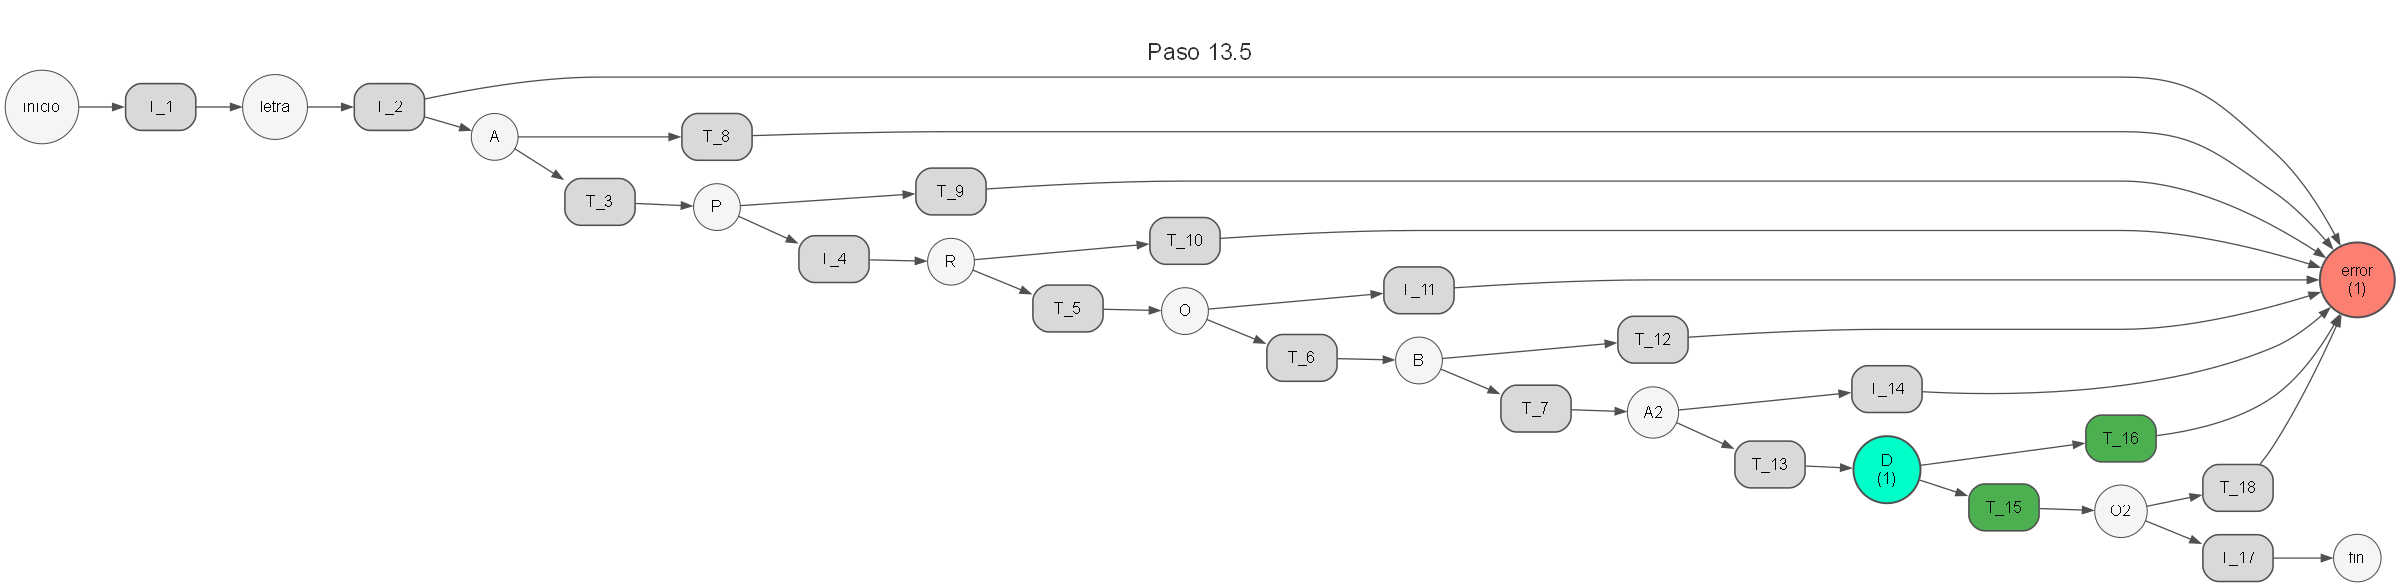 Paso 13.5
inicio
T_1
letra
T_2
A
T_8
T_3
P
T_9
T_4
R
T_10
T_5
O
T_11
T_6
B
T_12
T_7
A2
T_14
T_13
D
(1)
T_16
T_15
O2
T_18
T_17
fin
error
(1)